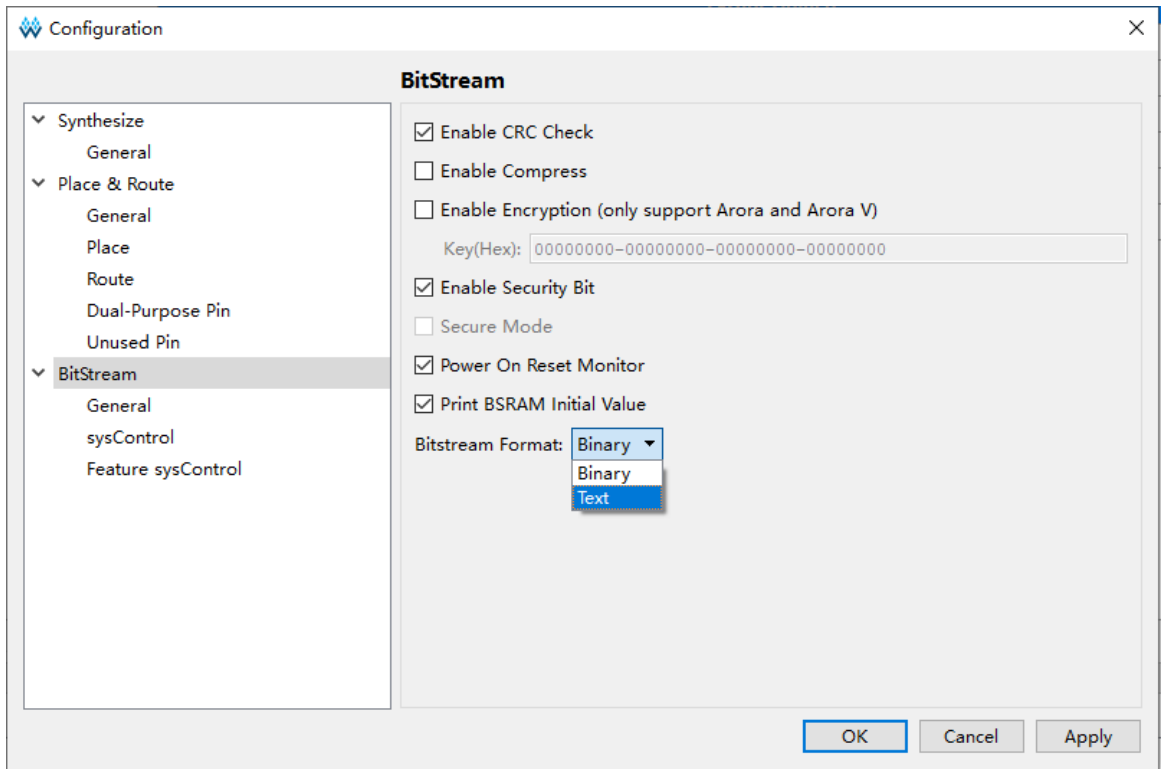 Configuration
BitStream
Synthesize
General
Place & Route
General
Place
Route
Dual-Purpose Pin
Unused Pin
BitStream
General
sysControl
Feature sysControl
Enable CRC Check
Enable Compress
Enable Encryption (only support Arora and Arora V)
Key(Hex): 00000000-00000000-00000000-00000000
Enable Security Bit
Secure Mode
Power On Reset Monitor
Print BSRAM Initial Value
Bitstream Format: Binary
Binary
Text
OK Cancel Apply